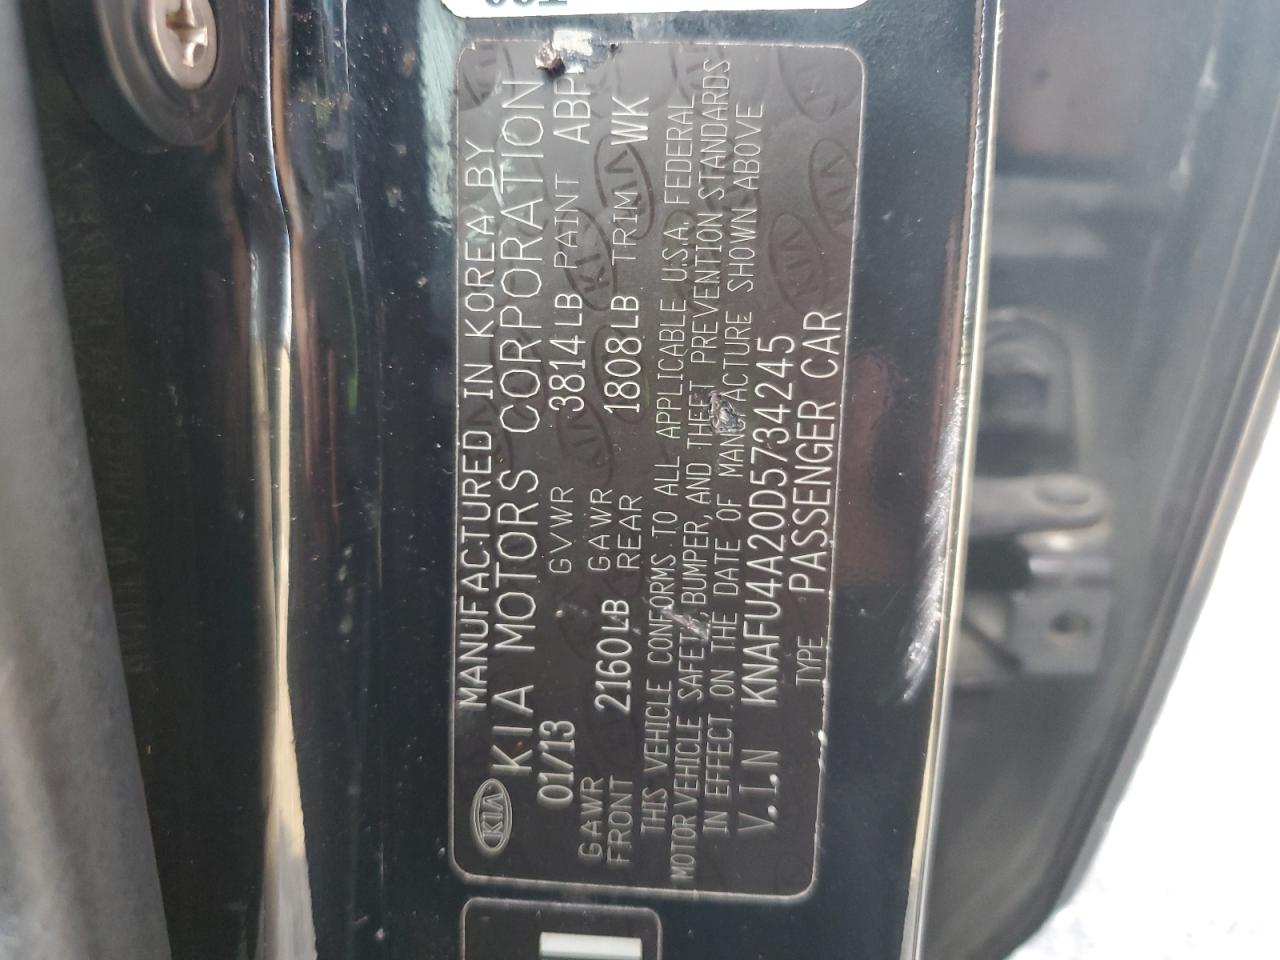 MANUFACTURED IN KOREA BY
KIA MOTORS CORPORATION
KIA
01/13 GVWR 3814LB PAINT ABP
GAWR FRONT 2160LB GAWR REAR 1808LB TRIM WK
THIS VEHICLE CONFORMS TO ALL APPLICABLE U.S.A. FEDERAL
MOTOR VEHICLE SAFETY, BUMPER, AND THEFT PREVENTION STANDARDS
IN EFFECT ON THE DATE OF MANUFACTURE SHOWN ABOVE
V.I.N KNAFU4A20D5734245
TYPE PASSENGER CAR